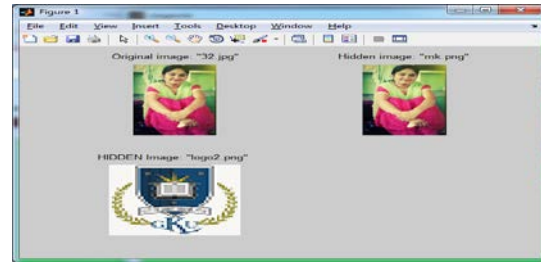 Figure 1
File Edit View Insert Tools Desktop Window Help
Original image: "32.jpg"
Hidden image: "mk.png"
HIDDEN Image: "logo2.png"
GKU